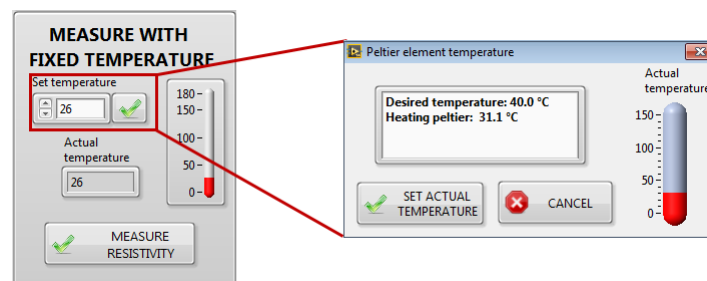 MEASURE WITH
FIXED TEMPERATURE
Set temperature
26
180
150
100
50
0
Actual
temperature
26
MEASURE
RESISTIVITY
Peltier element temperature
Desired temperature: 40.0 °C
Heating peltier: 31.1 °C
SET ACTUAL
TEMPERATURE
CANCEL
Actual
temperature
150
100
50
0